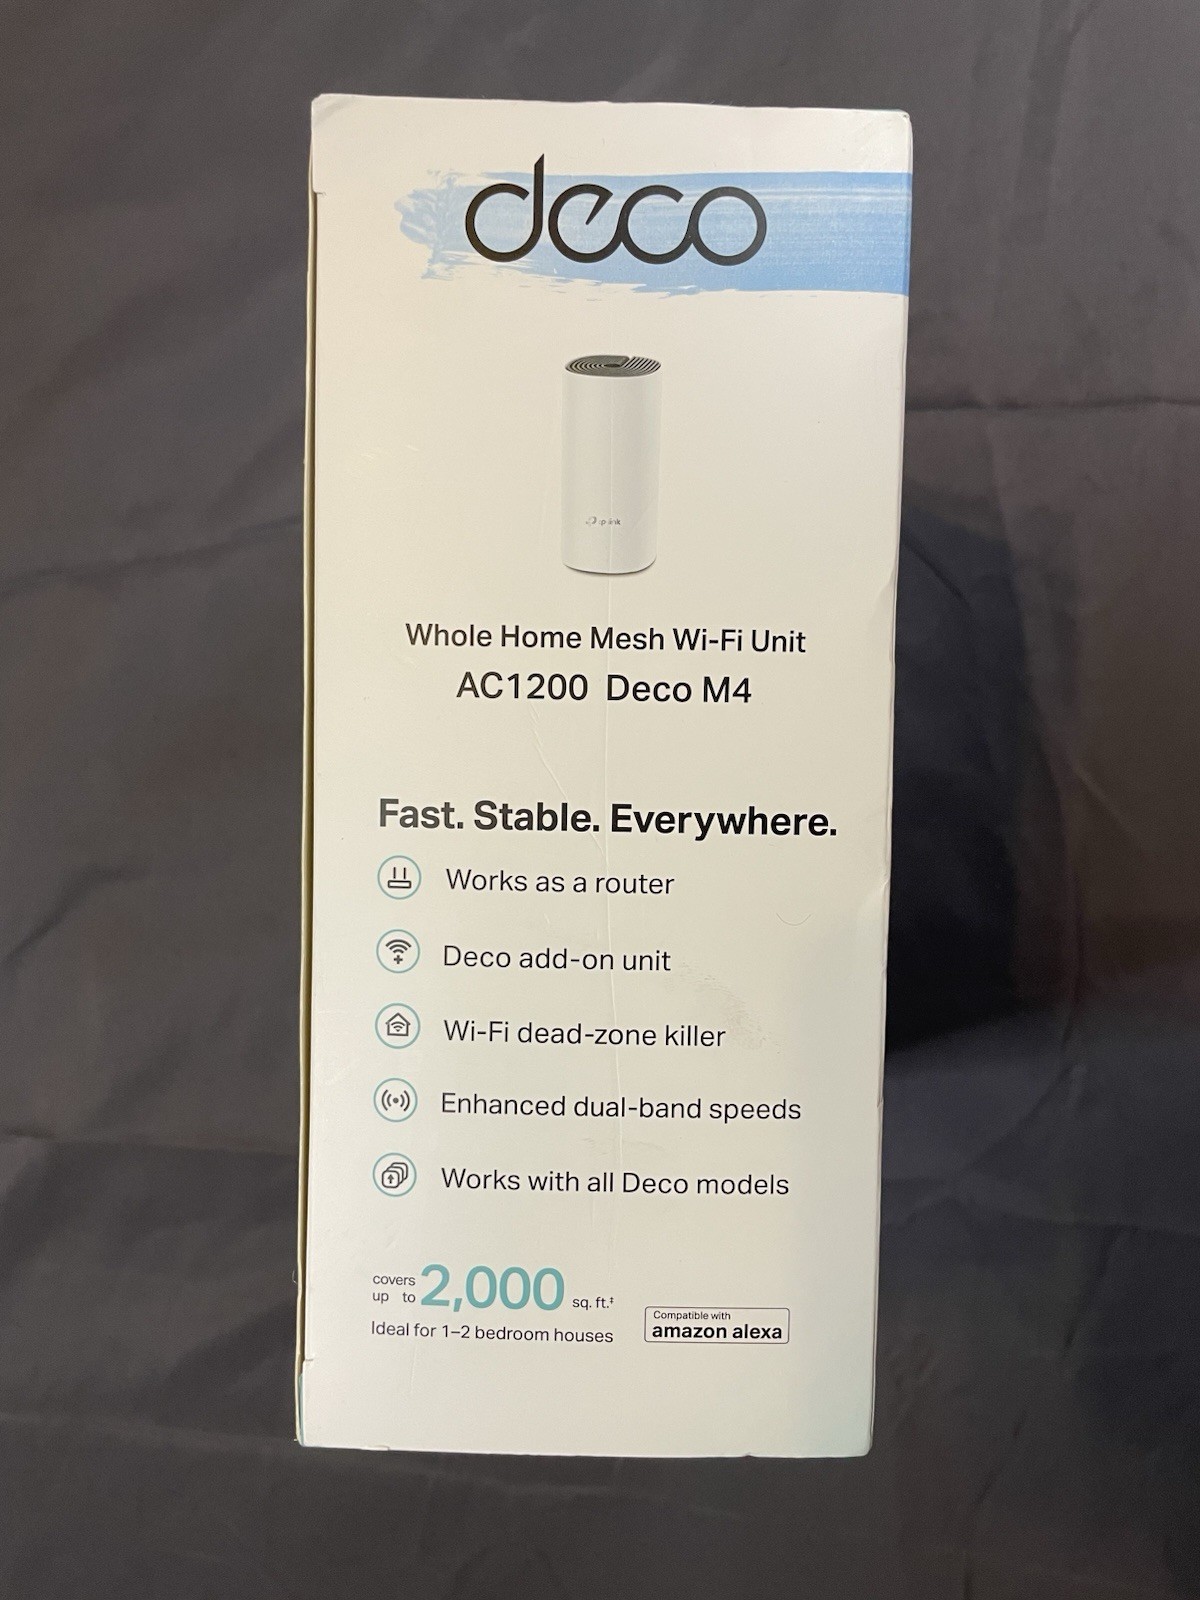 deco
tp-link
Whole Home Mesh Wi-Fi Unit
AC1200 Deco M4
Fast. Stable. Everywhere.
Works as a router
Deco add-on unit
Wi-Fi dead-zone killer
Enhanced dual-band speeds
Works with all Deco models
covers
up to 2,000 sq. ft.‡
Ideal for 1–2 bedroom houses
Compatible with
amazon alexa